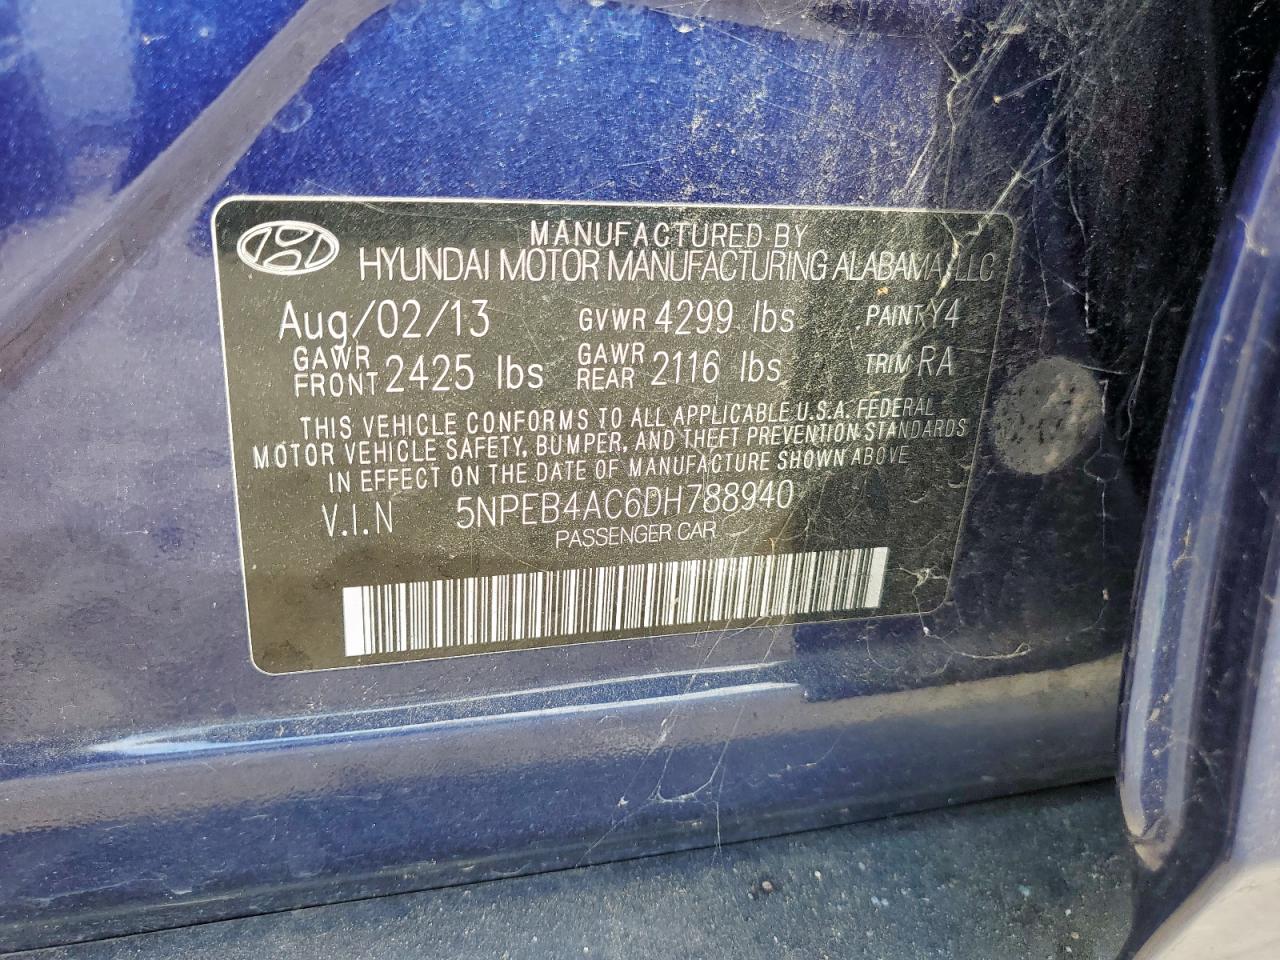 MANUFACTURED BY
HYUNDAI MOTOR MANUFACTURING ALABAMA, LLC
Aug/02/13 GVWR 4299 lbs PAINT Y4
GAWR FRONT 2425 lbs GAWR REAR 2116 lbs TRIM RA
THIS VEHICLE CONFORMS TO ALL APPLICABLE U.S.A. FEDERAL
MOTOR VEHICLE SAFETY, BUMPER, AND THEFT PREVENTION STANDARDS
IN EFFECT ON THE DATE OF MANUFACTURE SHOWN ABOVE
V.I.N 5NPEB4AC6DH788940
PASSENGER CAR